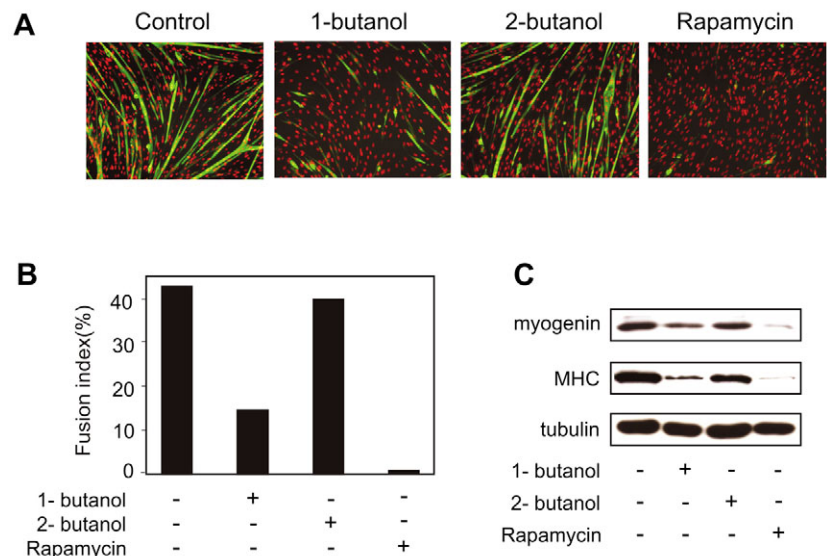 A
Control 1-butanol 2-butanol Rapamycin
B
Fusion index(%)
40
30
20
10
0
1- butanol - + - -
2- butanol - - + -
Rapamycin - - - +
C
myogenin
MHC
tubulin
1- butanol - + - -
2- butanol - - + -
Rapamycin - - - +